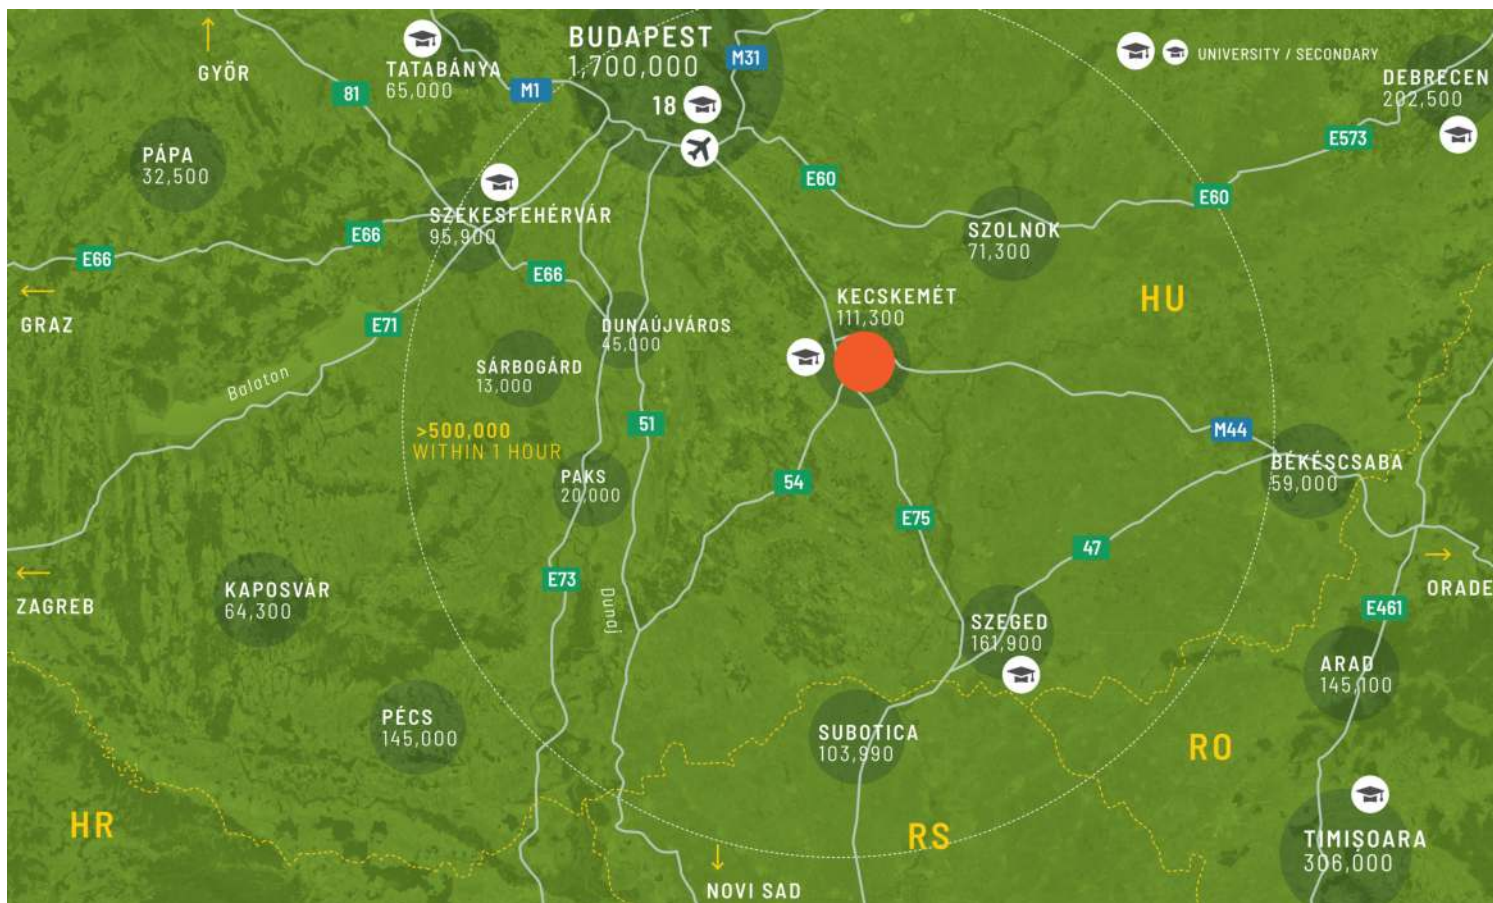 BUDAPEST
1,700,000
18
M31
UNIVERSITY / SECONDARY
DEBRECEN
202,500
GYÖR
TATABÁNYA
65,000
M1
81
E573
PÁPA
32,500
E60
E60
SZÉKESFEHÉRVÁR
95,900
SZOLNOK
71,300
E66
E66
E66
GRAZ
E71
KECSKEMÉT
111,300
HU
DUNAÚJVÁROS
45,000
SÁRBOGÁRD
13,000
Balaton
>500,000
WITHIN 1 HOUR
51
M44
PAKS
20,000
54
BÉKÉSCSABA
59,000
E75
47
E73
Dunaj
ZAGREB
KAPOSVÁR
64,300
ORADE
E461
SZEGED
161,900
ARAD
145,100
PÉCS
145,000
SUBOTICA
103,990
RO
HR
RS
TIMIȘOARA
306,000
NOVI SAD